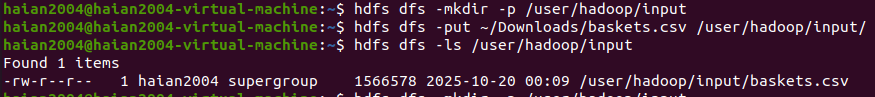 haian2004@haian2004-virtual-machine:~$ hdfs dfs -mkdir -p /user/hadoop/input
haian2004@haian2004-virtual-machine:~$ hdfs dfs -put ~/Downloads/baskets.csv /user/hadoop/input/
haian2004@haian2004-virtual-machine:~$ hdfs dfs -ls /user/hadoop/input
Found 1 items
-rw-r--r--   1 haian2004 supergroup    1566578 2025-10-20 00:09 /user/hadoop/input/baskets.csv